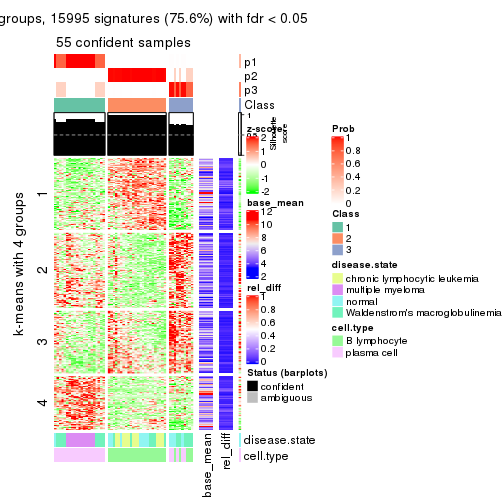 groups, 15995 signatures (75.6%) with fdr < 0.05
55 confident samples
p1
p2
p3
Class
1
Silhouette
score
z-score
2
1
0
-1
-2
base_mean
12
10
8
6
4
2
rel_diff
1
0.8
0.6
0.4
0.2
0
Status (barplots)
confident
ambiguous
Prob
1
0.8
0.6
0.4
0.2
0
Class
1
2
3
disease.state
chronic lymphocytic leukemia
multiple myeloma
normal
Waldenstrom's macroglobulinemia
cell.type
B lymphocyte
plasma cell
k-means with 4 groups
1
2
3
4
disease.state
cell.type
base_mean
rel_diff